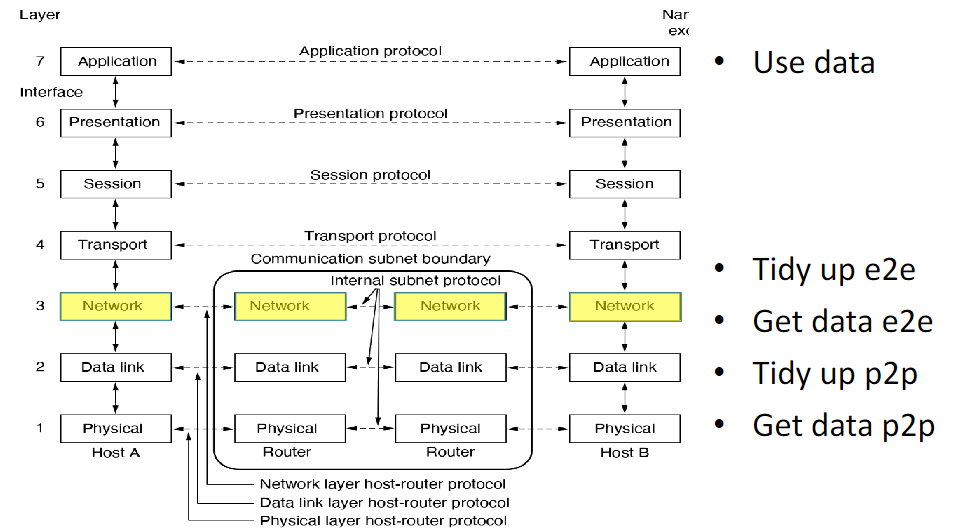 Layer
7
Application
Application protocol
Application
Interface
6
Presentation
Presentation protocol
Presentation
5
Session
Session protocol
Session
4
Transport
Transport protocol
Transport
Communication subnet boundary
Internal subnet protocol
3
Network
Network
Network
Network
2
Data link
Data link
Data link
Data link
1
Physical
Physical
Physical
Physical
Host A
Router
Router
Host B
Network layer host-router protocol
Data link layer host-router protocol
Physical layer host-router protocol
• Use data
• Tidy up e2e
• Get data e2e
• Tidy up p2p
• Get data p2p